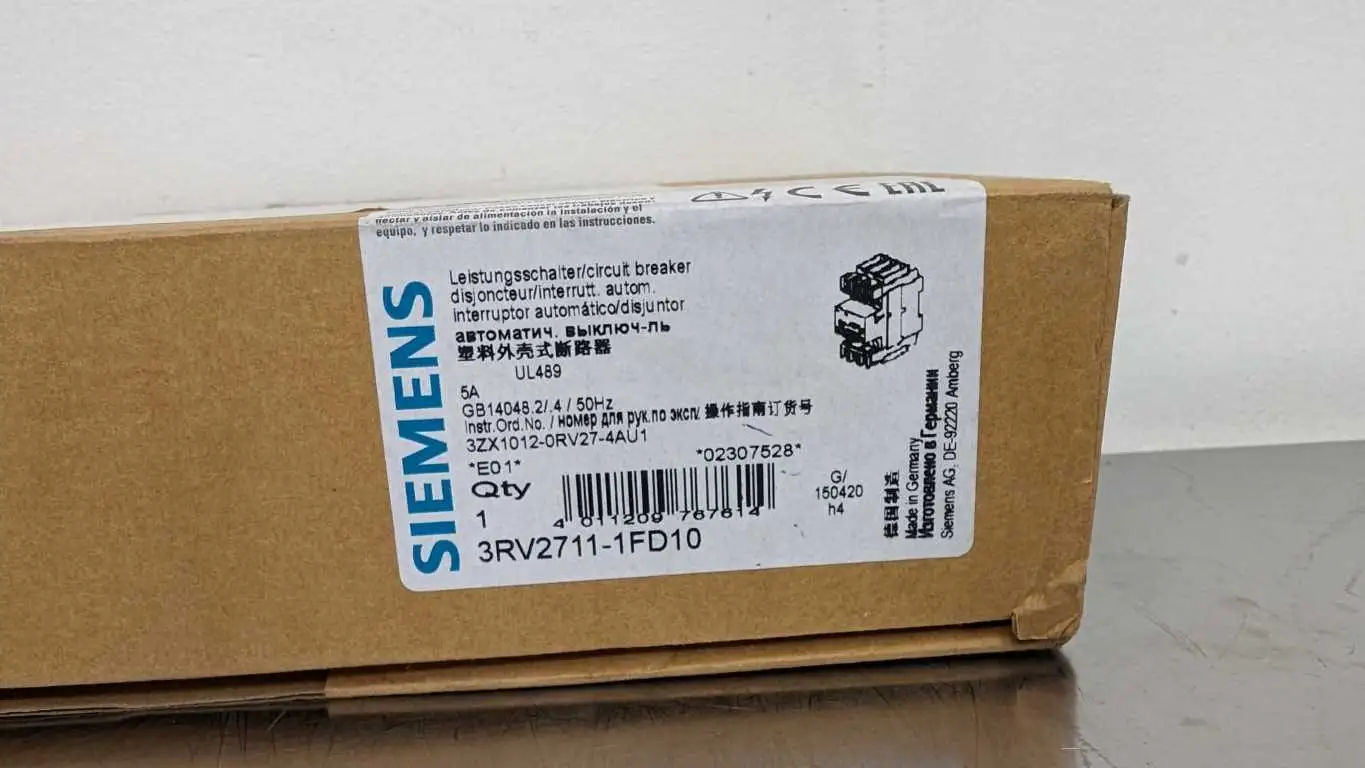 nectar y aislar de alimentación la instalación y el
equipo, y respetar lo indicado en las instrucciones.
CE EAC
SIEMENS
Leistungsschalter/circuit breaker
disjoncteur/interrutt. autom.
interruptor automático/disjuntor
автоматич. выключ-ль
塑料外壳式断路器
UL489
5A
GB14048.2/.4 / 50Hz
Instr.Ord.No. / номер для рук.по экспл. 操作指南订货号
3ZX1012-0RV27-4AU1
*E01*
*02307528*
Qty
1
4 011209 767614
G/
150420
h4
3RV2711-1FD10
德国制造
Made in Germany
Изготовлено в Германии
Siemens AG, DE-92220 Amberg